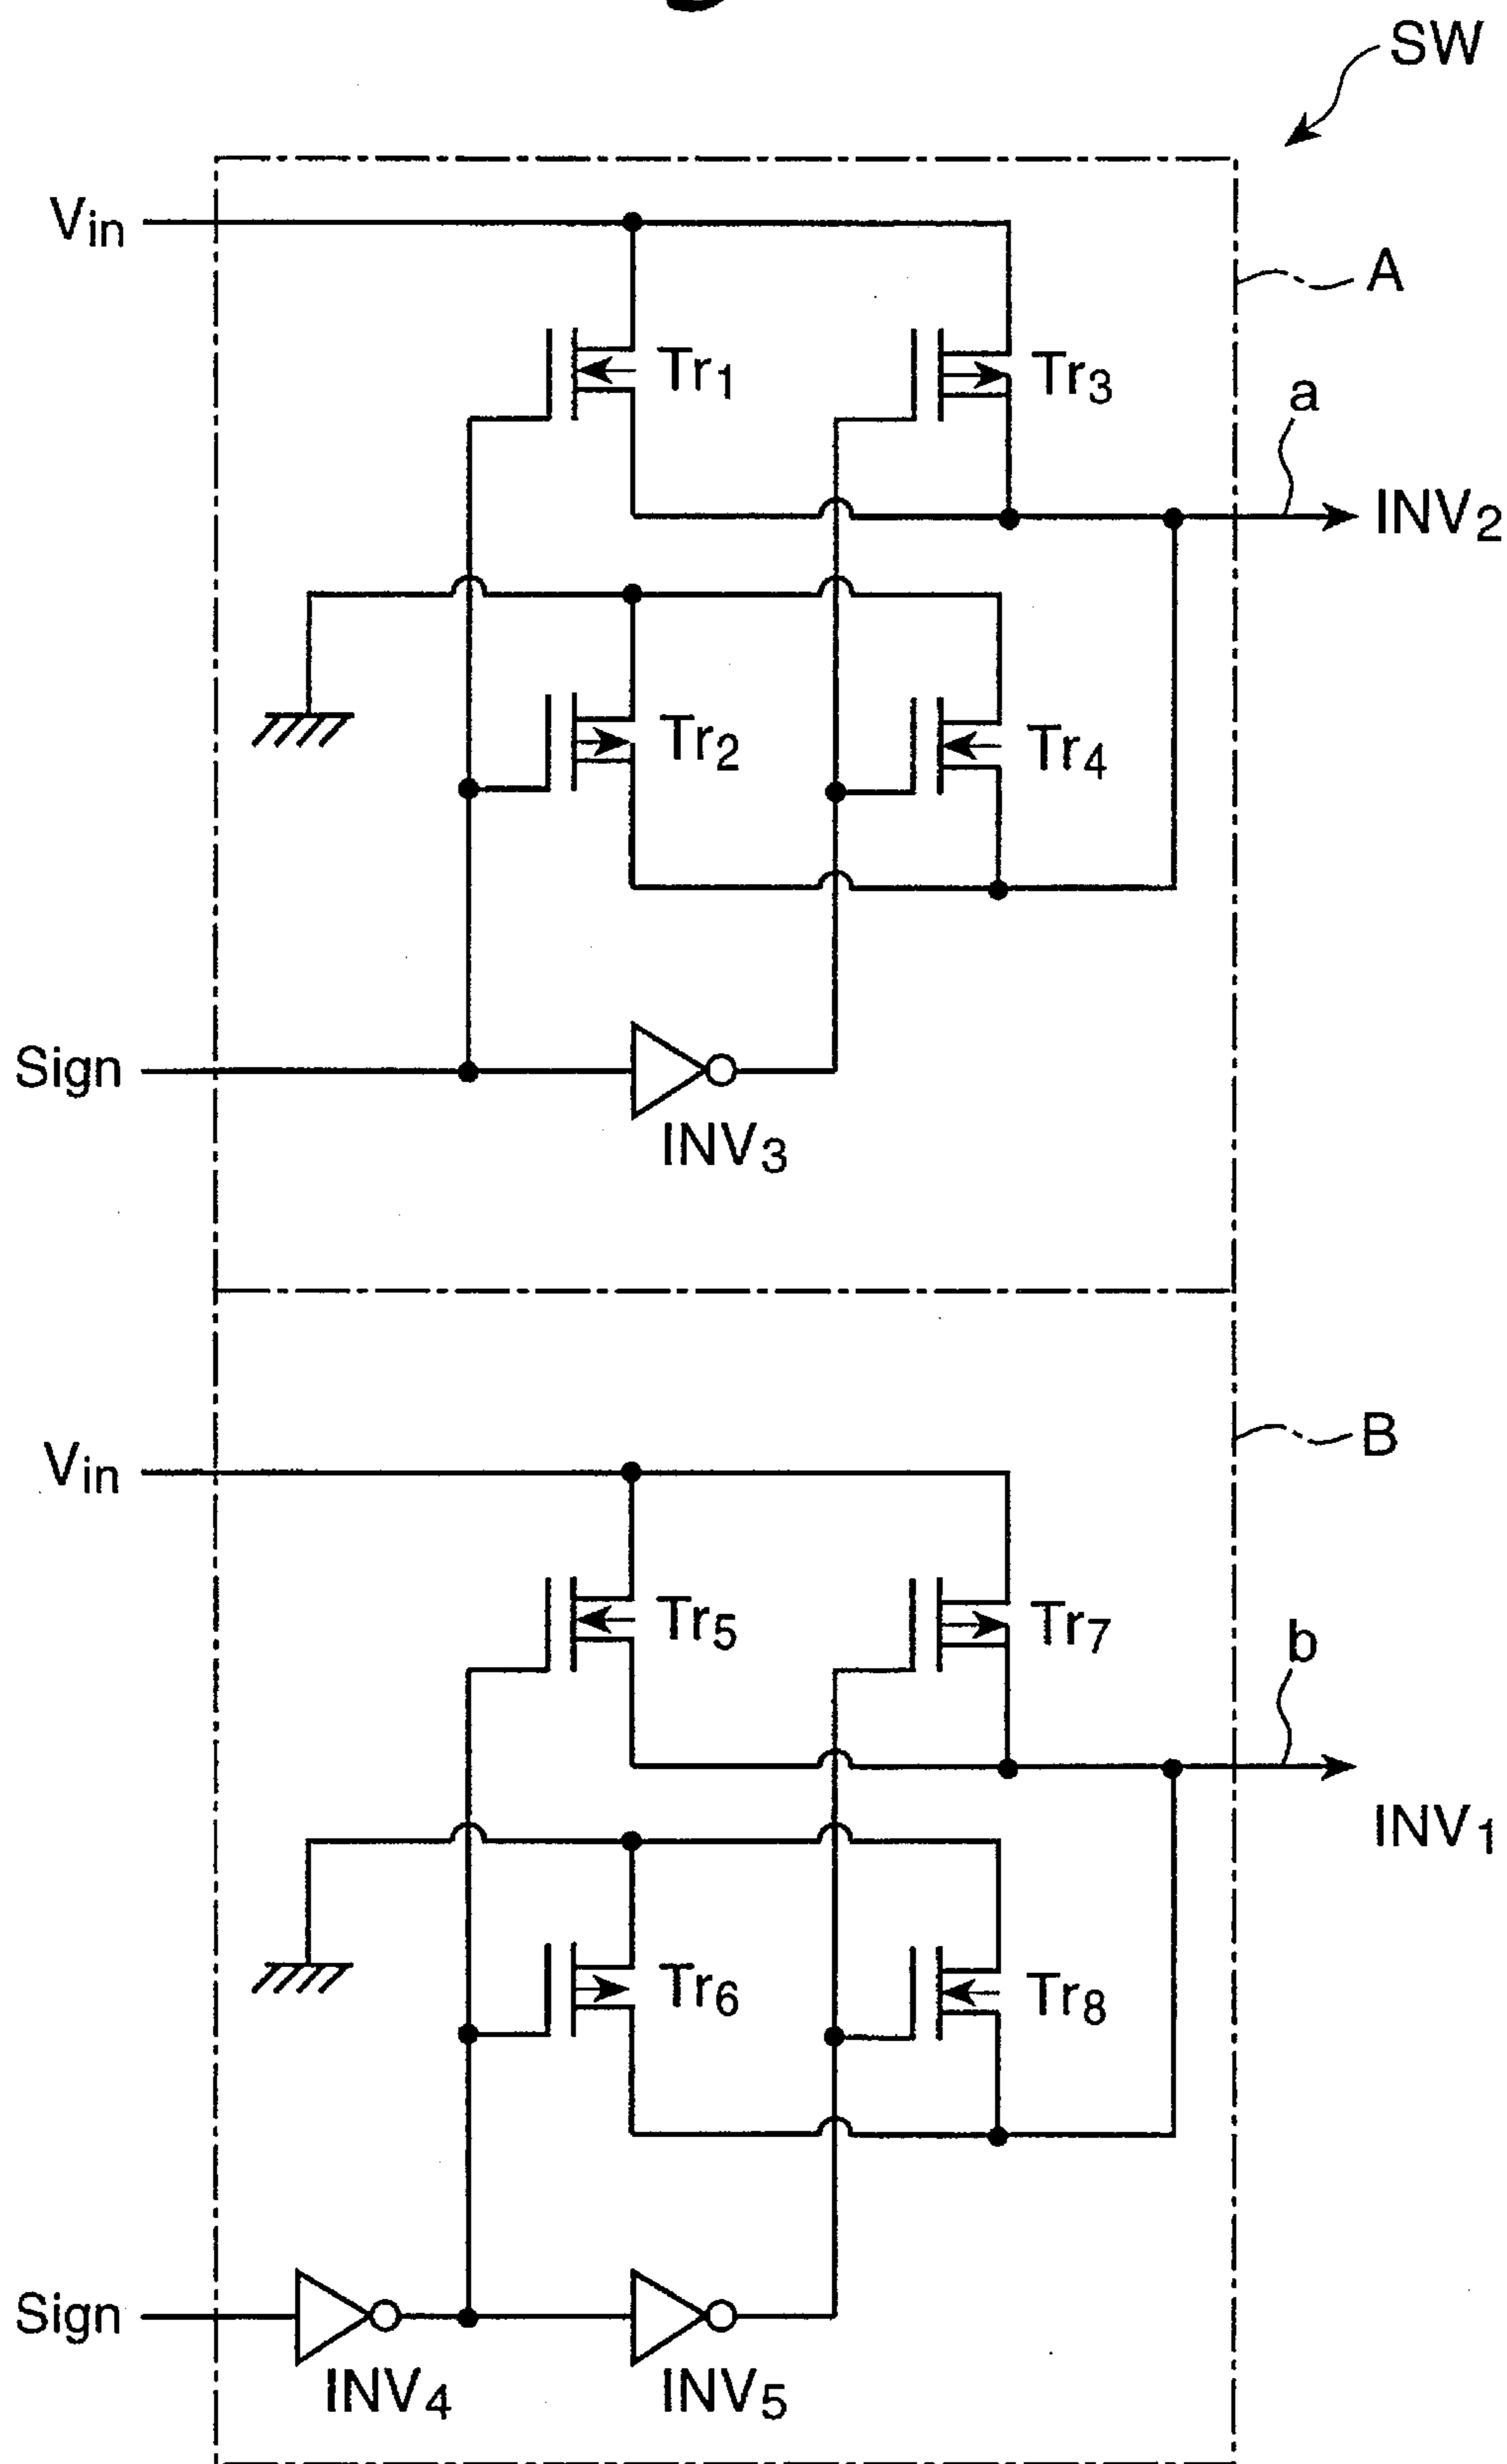 SW
Vin
A
Tr1
Tr3
a
INV2
Tr2
Tr4
Sign
INV3
Vin
B
Tr5
Tr7
b
INV1
Tr6
Tr8
Sign
INV4
INV5